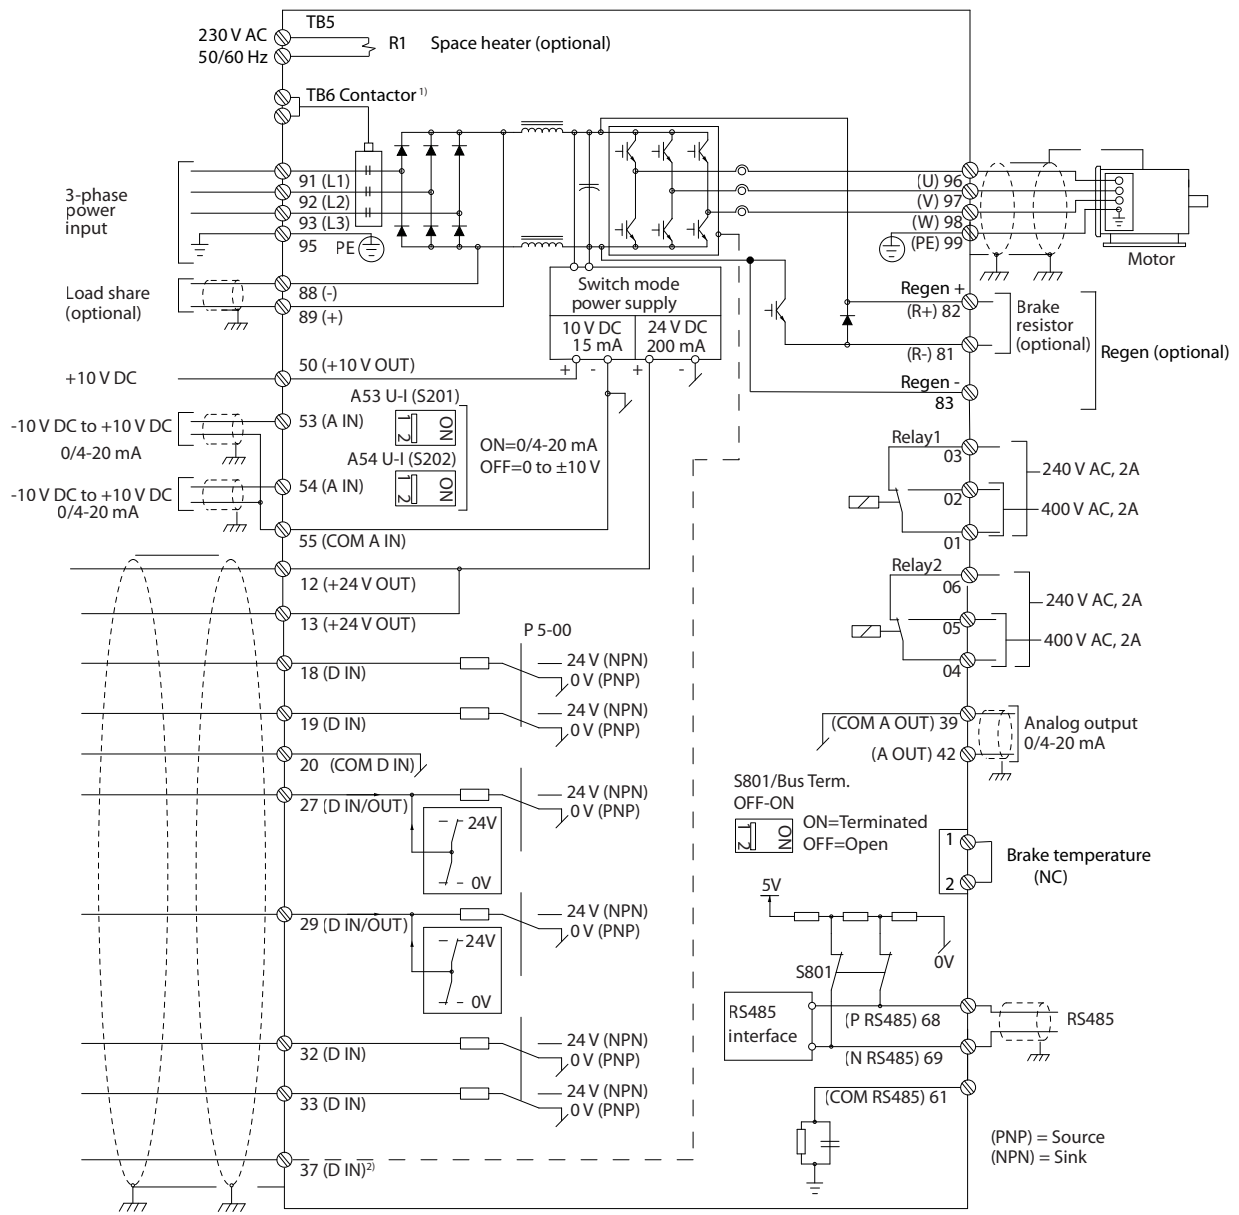 TB5
230 V AC
50/60 Hz
R1
Space heater (optional)
TB6 Contactor 1)
3-phase
power
input
91 (L1)
92 (L2)
93 (L3)
95
PE
Load share
(optional)
88 (-)
89 (+)
+10 V DC
50 (+10 V OUT)
-10 V DC to +10 V DC
0/4-20 mA
53 (A IN)
-10 V DC to +10 V DC
0/4-20 mA
54 (A IN)
55 (COM A IN)
A53 U-I (S201)
1 2
ON
A54 U-I (S202)
1 2
ON
ON=0/4-20 mA
OFF=0 to ±10 V
Switch mode
power supply
10 V DC
15 mA
24 V DC
200 mA
+ - + -
(U) 96
(V) 97
(W) 98
(PE) 99
Motor
Regen +
(R+) 82
Brake
resistor
(optional)
(R-) 81
Regen (optional)
Regen -
83
Relay1
03
240 V AC, 2A
02
400 V AC, 2A
01
Relay2
06
240 V AC, 2A
05
400 V AC, 2A
04
12 (+24 V OUT)
13 (+24 V OUT)
P 5-00
18 (D IN)
24 V (NPN)
0 V (PNP)
19 (D IN)
24 V (NPN)
0 V (PNP)
20 (COM D IN)
27 (D IN/OUT)
24 V (NPN)
0 V (PNP)
24V
0V
29 (D IN/OUT)
24 V (NPN)
0 V (PNP)
24V
0V
32 (D IN)
24 V (NPN)
0 V (PNP)
33 (D IN)
24 V (NPN)
0 V (PNP)
37 (D IN) 2)
(COM A OUT) 39
(A OUT) 42
Analog output
0/4-20 mA
S801/Bus Term.
OFF-ON
1 2
ON
ON=Terminated
OFF=Open
1
2
Brake temperature
(NC)
5V
S801
0V
RS485
interface
(P RS485) 68
RS485
(N RS485) 69
(COM RS485) 61
(PNP) = Source
(NPN) = Sink